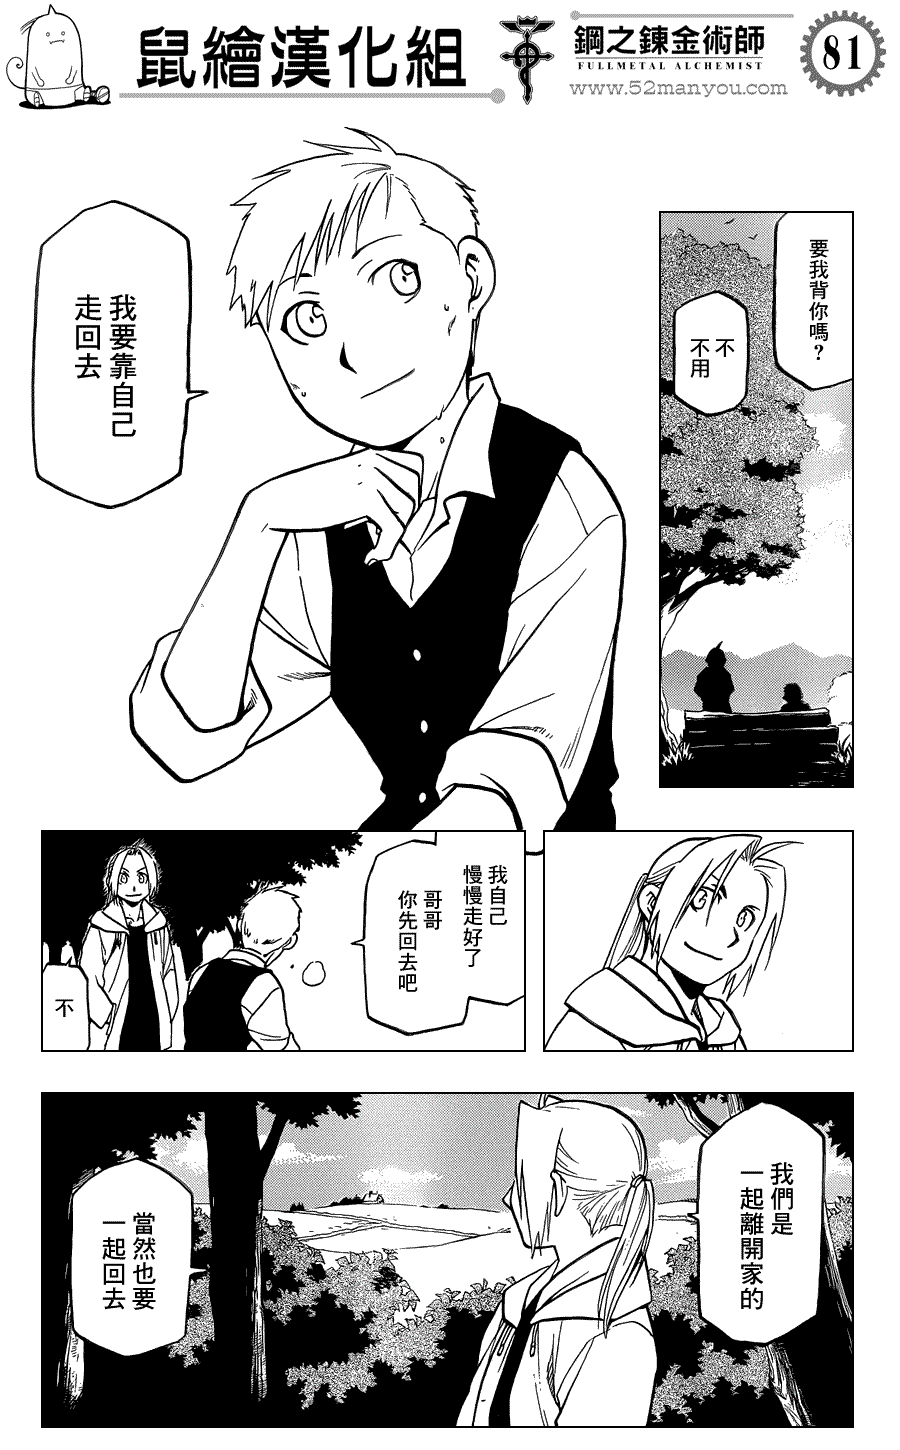 鼠繪漢化組
鋼之鍊金術師
FULLMETAL ALCHEMIST
www.52manyou.com
81
要我背你嗎？
不
不用
我要靠自己
走回去
我自己
慢慢走好了
哥哥
你先回去吧
不
我們是
一起離開家的
當然也要
一起回去